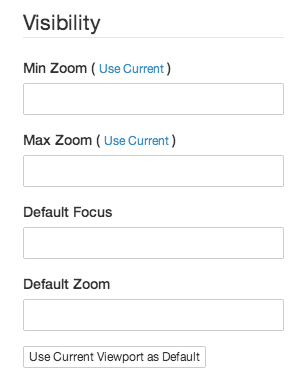 Visibility
Min Zoom ( Use Current )
Max Zoom ( Use Current )
Default Focus
Default Zoom
Use Current Viewport as Default